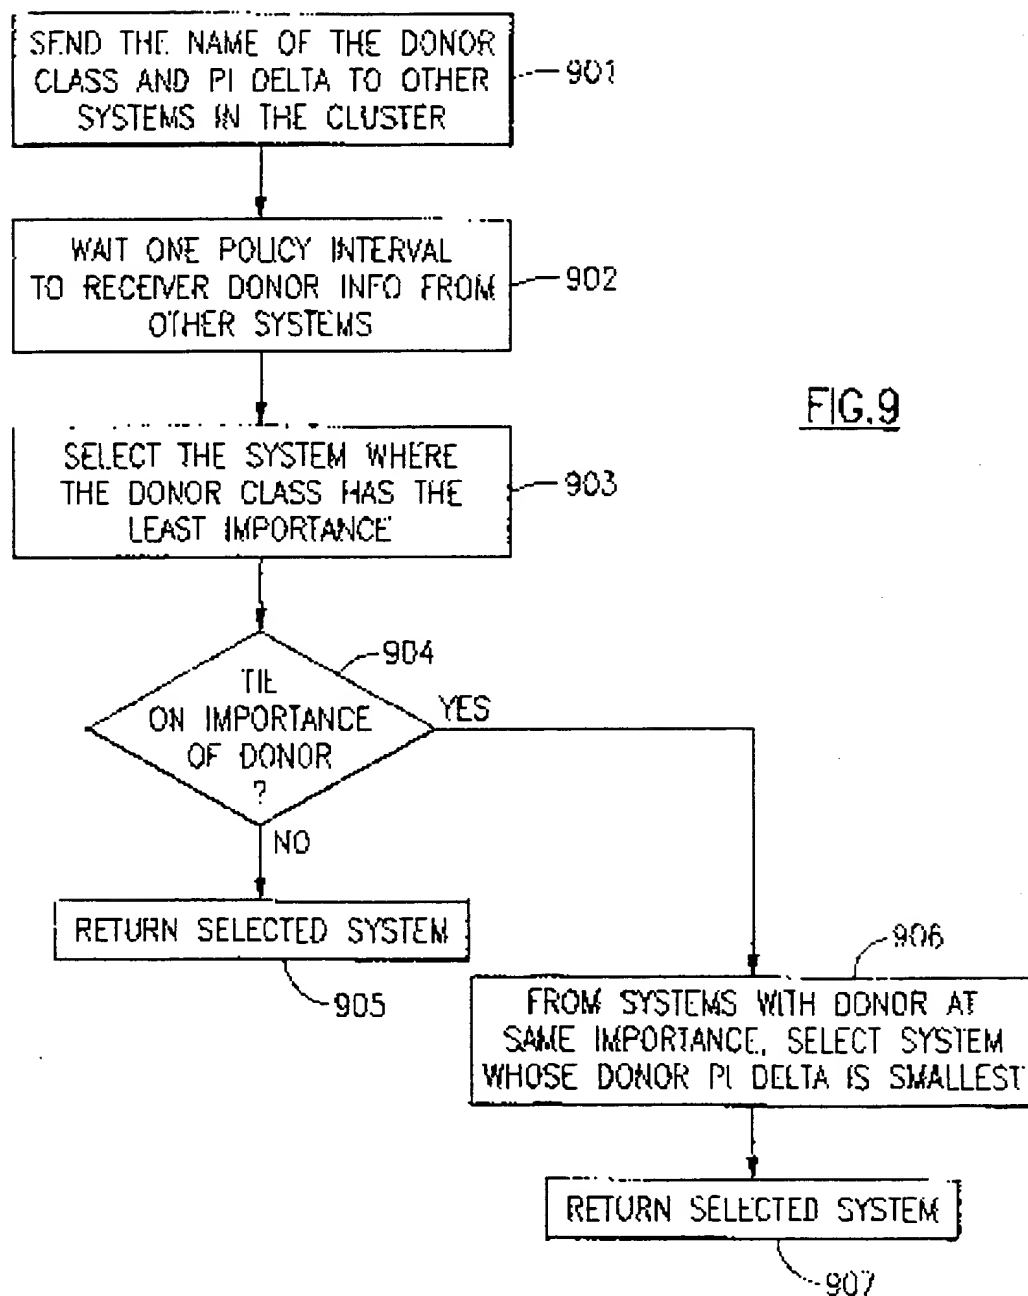 SEND THE NAME OF THE DONOR
CLASS AND PI DELTA TO OTHER
SYSTEMS IN THE CLUSTER
901
WAIT ONE POLICY INTERVAL
TO RECEIVER DONOR INFO FROM
OTHER SYSTEMS
902
FIG.9
SELECT THE SYSTEM WHERE
THE DONOR CLASS HAS THE
LEAST IMPORTANCE
903
904
TIE
ON IMPORTANCE
OF DONOR
?
YES
NO
RETURN SELECTED SYSTEM
905
906
FROM SYSTEMS WITH DONOR AT
SAME IMPORTANCE, SELECT SYSTEM
WHOSE DONOR PI DELTA IS SMALLEST
RETURN SELECTED SYSTEM
907